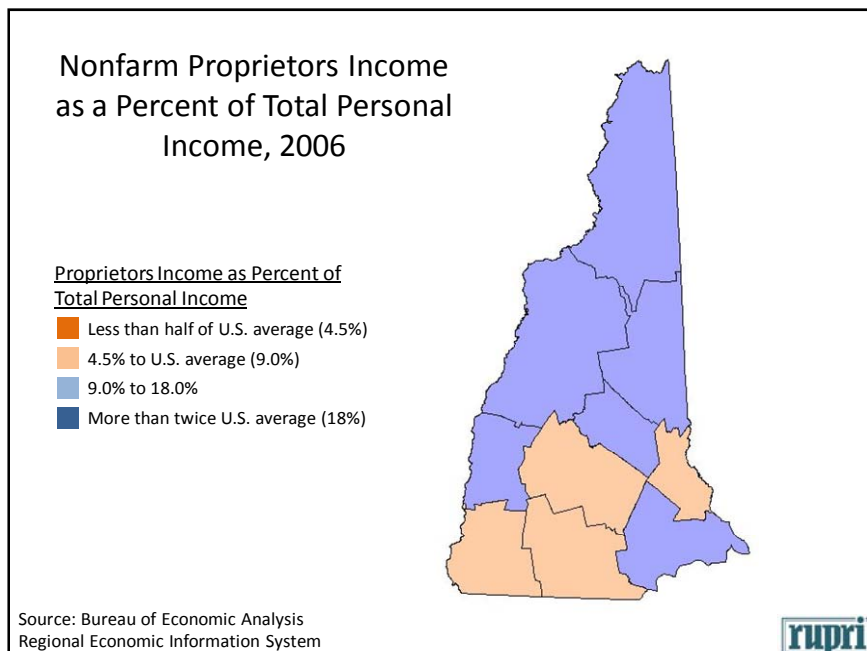 Nonfarm Proprietors Income
as a Percent of Total Personal
Income, 2006
Proprietors Income as Percent of
Total Personal Income
Less than half of U.S. average (4.5%)
4.5% to U.S. average (9.0%)
9.0% to 18.0%
More than twice U.S. average (18%)
Source: Bureau of Economic Analysis
Regional Economic Information System
rupri